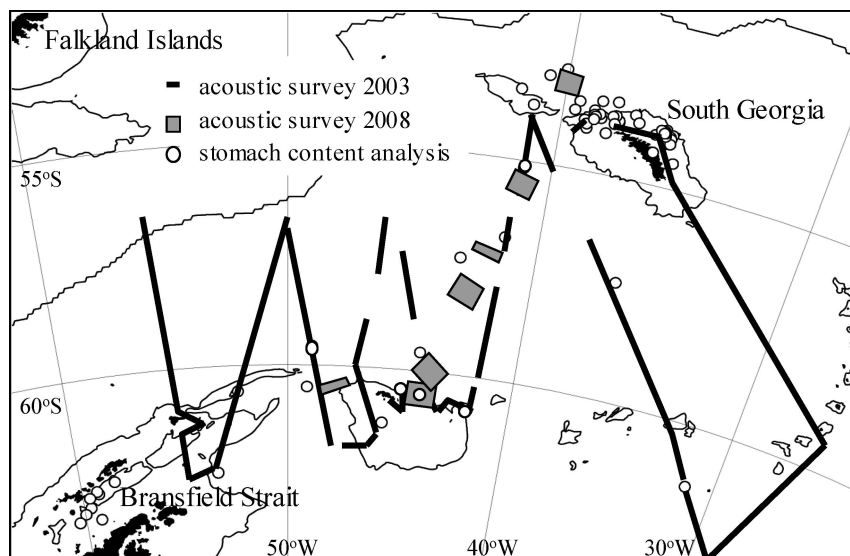 Falkland Islands
acoustic survey 2003
acoustic survey 2008
stomach content analysis
South Georgia
55°S
60°S
Bransfield Strait
50°W
40°W
30°W